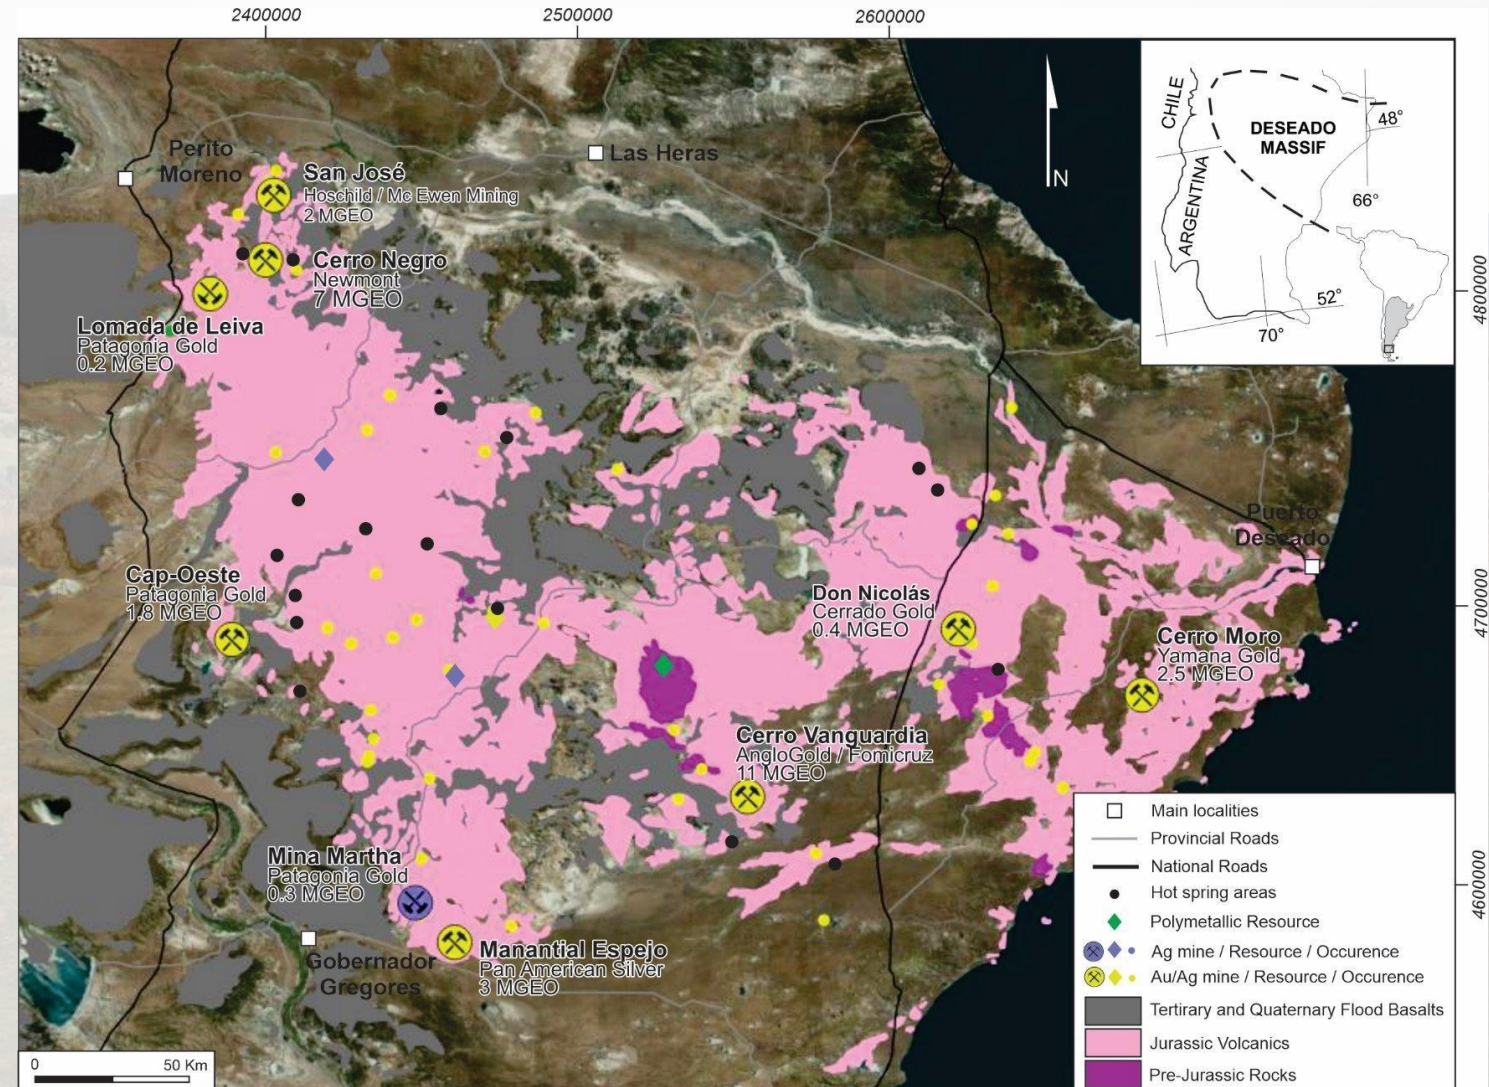 2400000
2500000
2600000
4800000
4700000
4600000
Perito
Moreno
Las Heras
San José
Hoschild / Mc Ewen Mining
2 MGEO
Cerro Negro
Newmont
7 MGEO
Lomada de Leiva
Patagonia Gold
0.2 MGEO
Cap-Oeste
Patagonia Gold
1.8 MGEO
Don Nicolás
Cerrado Gold
0.4 MGEO
Puerto
Deseado
Cerro Moro
Yamana Gold
2.5 MGEO
Cerro Vanguardia
AngloGold / Fomicruz
11 MGEO
Mina Martha
Patagonia Gold
0.3 MGEO
Manantial Espejo
Pan American Silver
3 MGEO
Gobernador
Gregores
N
CHILE
ARGENTINA
DESEADO
MASSIF
48°
66°
52°
70°
0 50 Km
Main localities
Provincial Roads
National Roads
Hot spring areas
Polymetallic Resource
Ag mine / Resource / Occurence
Au/Ag mine / Resource / Occurence
Tertirary and Quaternary Flood Basalts
Jurassic Volcanics
Pre-Jurassic Rocks